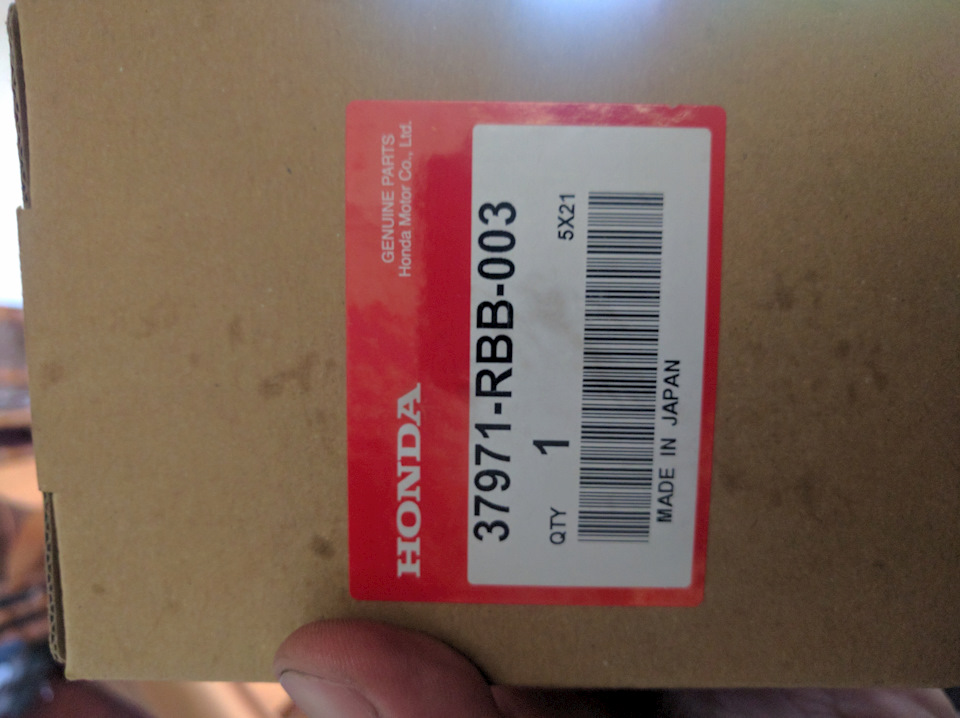 HONDA
GENUINE PARTS
Honda Motor Co., Ltd.
37971-RBB-003
QTY 1 5X21
MADE IN JAPAN